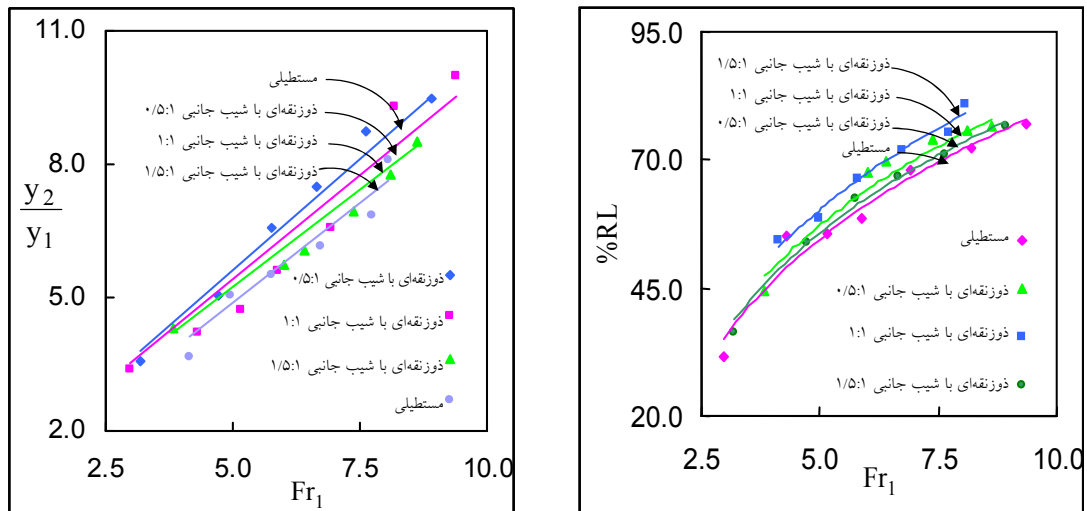 11.0
8.0
5.0
2.0
y2
y1
2.5
5.0
7.5
10.0
Fr1
مستطیلی
ذوزنقه‌ای با شیب جانبی ۰/۵:۱
ذوزنقه‌ای با شیب جانبی ۱:۱
ذوزنقه‌ای با شیب جانبی ۱/۵:۱
ذوزنقه‌ای با شیب جانبی ۰/۵:۱
ذوزنقه‌ای با شیب جانبی ۱:۱
ذوزنقه‌ای با شیب جانبی ۱/۵:۱
مستطیلی
95.0
70.0
45.0
20.0
%RL
2.5
5.0
7.5
10.0
Fr1
ذوزنقه‌ای با شیب جانبی ۱/۵:۱
ذوزنقه‌ای با شیب جانبی ۱:۱
ذوزنقه‌ای با شیب جانبی ۰/۵:۱
مستطیلی
مستطیلی
ذوزنقه‌ای با شیب جانبی ۰/۵:۱
ذوزنقه‌ای با شیب جانبی ۱:۱
ذوزنقه‌ای با شیب جانبی ۱/۵:۱